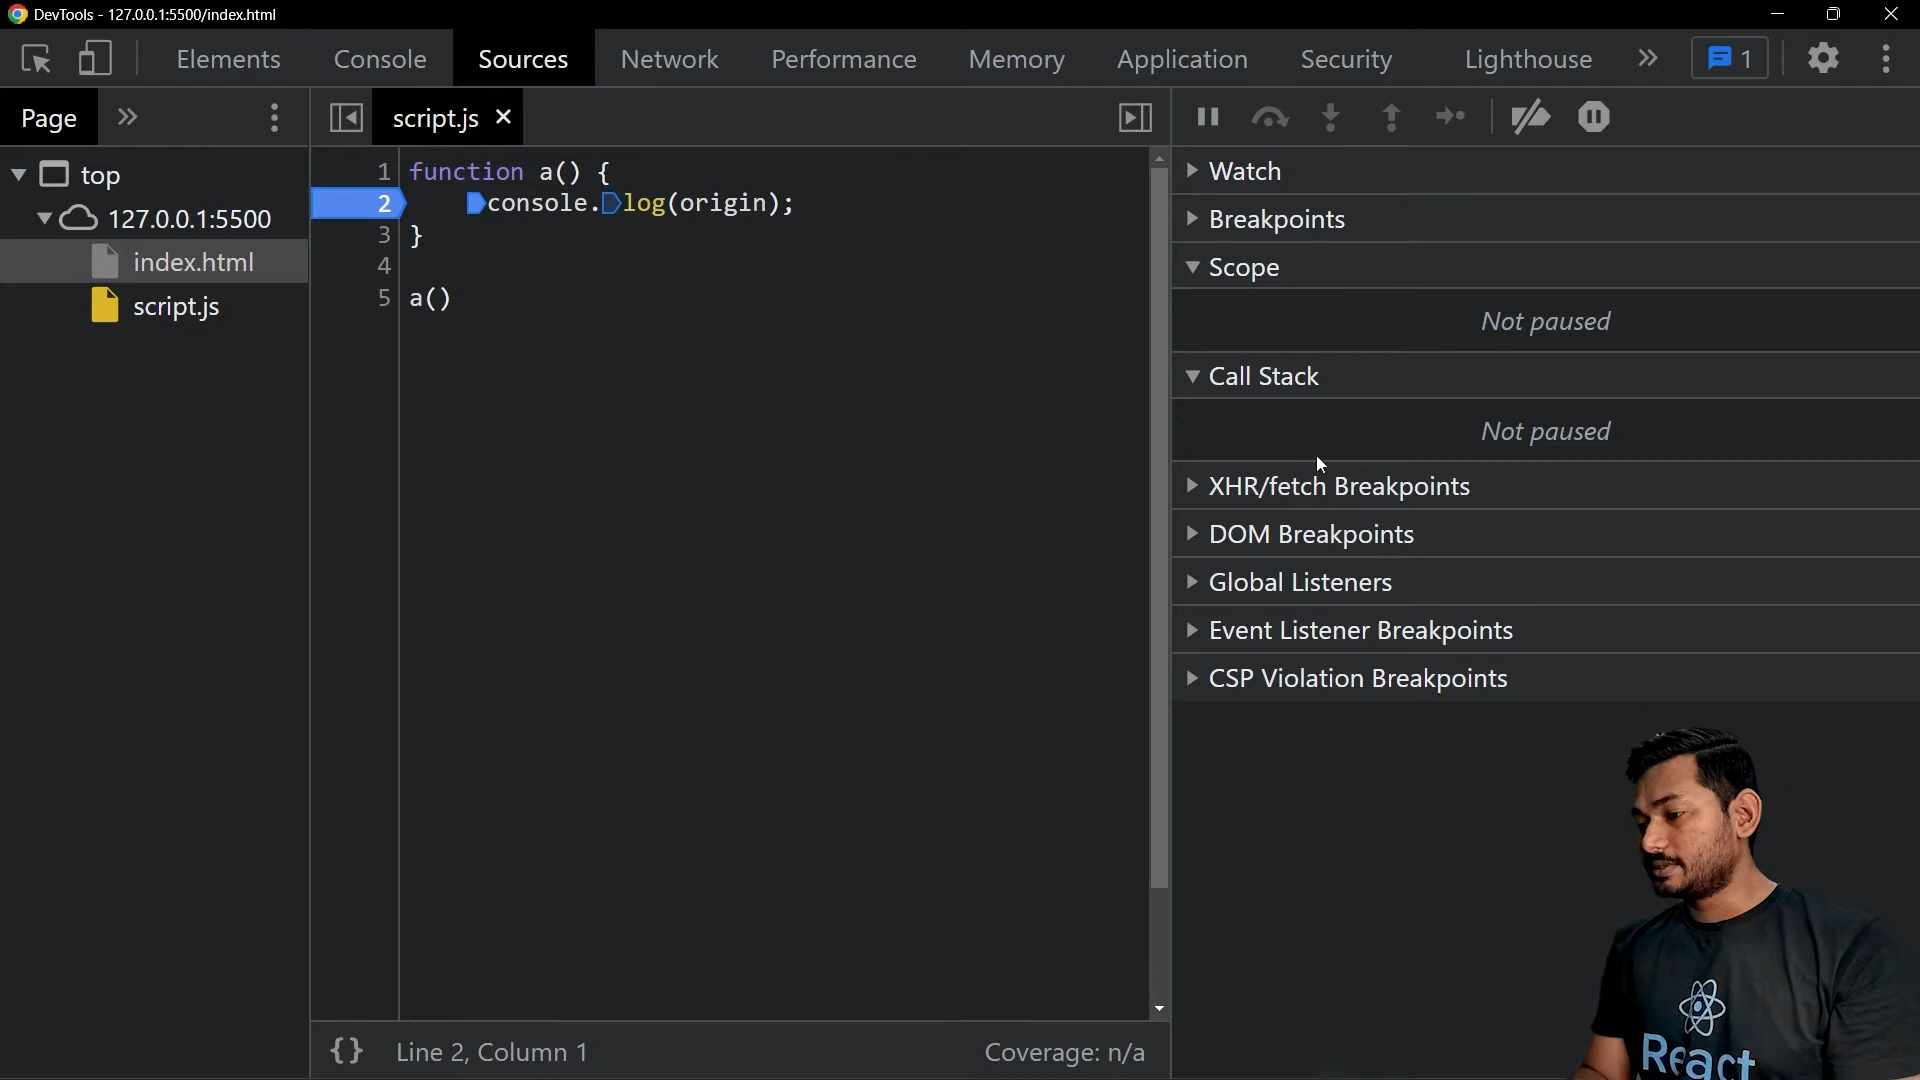 DevTools - 127.0.0.1:5500/index.html
Elements Console Sources Network Performance Memory Application Security Lighthouse » 1
Page »
script.js ×
top
127.0.0.1:5500
index.html
script.js
1 function a() {
2 console.log(origin);
3 }
4
5 a()
{} Line 2, Column 1 Coverage: n/a
Watch
Breakpoints
Scope
Not paused
Call Stack
Not paused
XHR/fetch Breakpoints
DOM Breakpoints
Global Listeners
Event Listener Breakpoints
CSP Violation Breakpoints
React